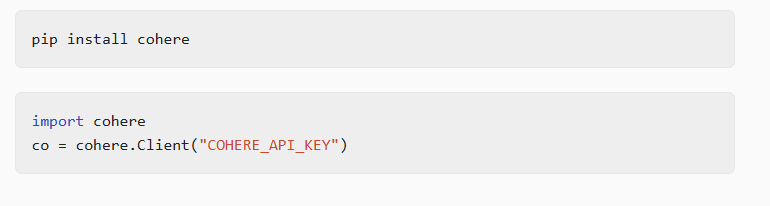 pip install cohere
import cohere
co = cohere.Client("COHERE_API_KEY")